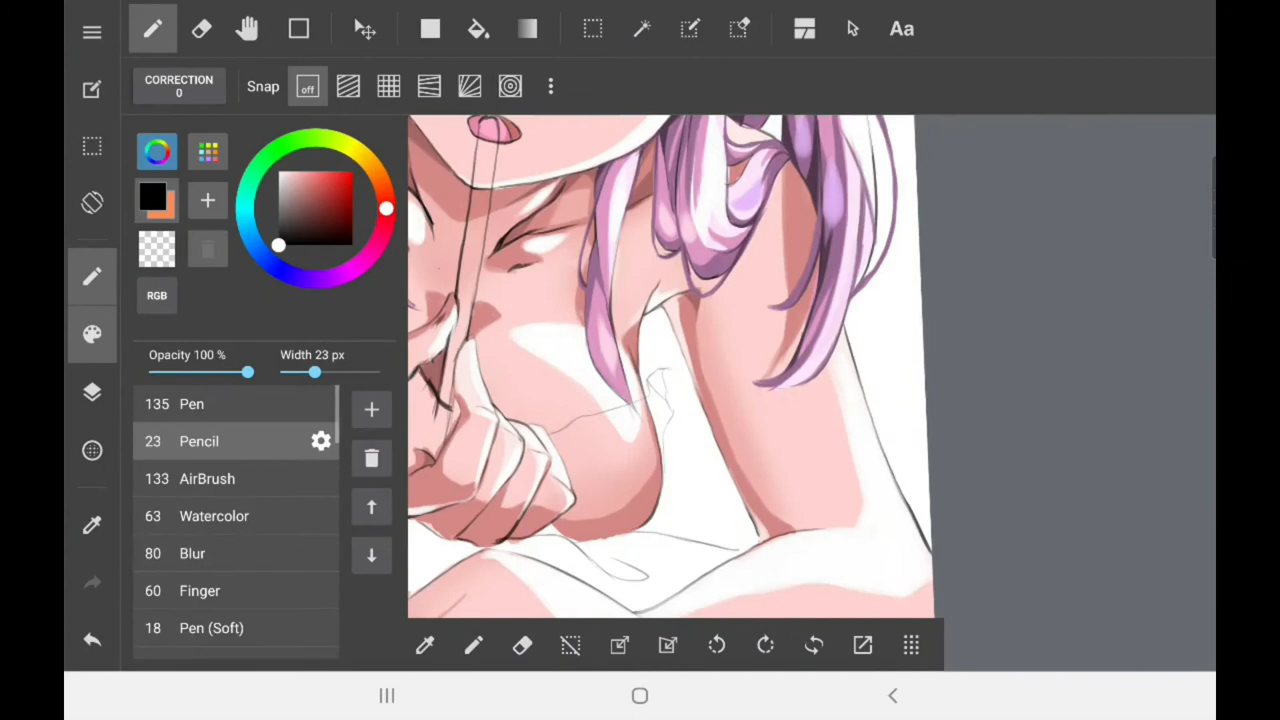 Aa
CORRECTION
0
Snap
off
RGB
Opacity 100 %
Width 23 px
135 Pen
23 Pencil
133 AirBrush
63 Watercolor
80 Blur
60 Finger
18 Pen (Soft)